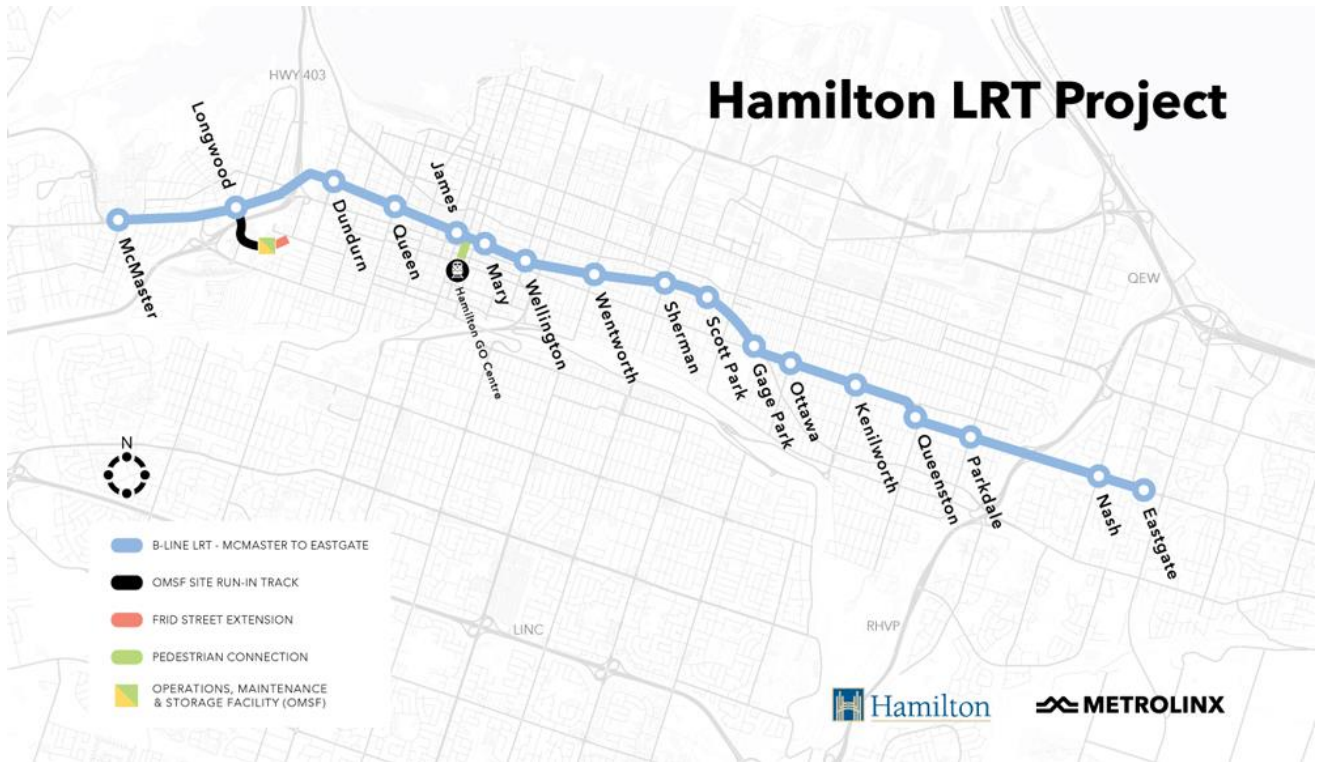 Hamilton LRT Project
HWY 403
Longwood
McMaster
Dundurn
Queen
James
Hamilton GO Centre
Mary
Wellington
Wentworth
Sherman
Scott Park
Gage Park
Ottawa
Kenilworth
Queenston
Parkdale
Nash
Eastgate
QEW
LINC
RHVP
N
B-LINE LRT - MCMASTER TO EASTGATE
OMSF SITE RUN-IN TRACK
FRID STREET EXTENSION
PEDESTRIAN CONNECTION
OPERATIONS, MAINTENANCE
& STORAGE FACILITY (OMSF)
Hamilton
METROLINX